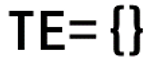 TE= {}